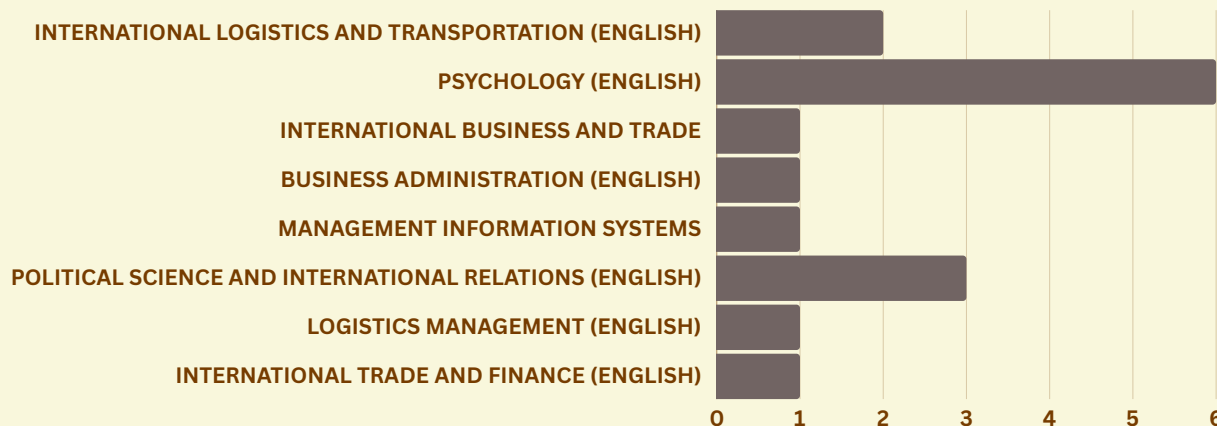 INTERNATIONAL LOGISTICS AND TRANSPORTATION (ENGLISH)
PSYCHOLOGY (ENGLISH)
INTERNATIONAL BUSINESS AND TRADE
BUSINESS ADMINISTRATION (ENGLISH)
MANAGEMENT INFORMATION SYSTEMS
POLITICAL SCIENCE AND INTERNATIONAL RELATIONS (ENGLISH)
LOGISTICS MANAGEMENT (ENGLISH)
INTERNATIONAL TRADE AND FINANCE (ENGLISH)
0 1 2 3 4 5 6